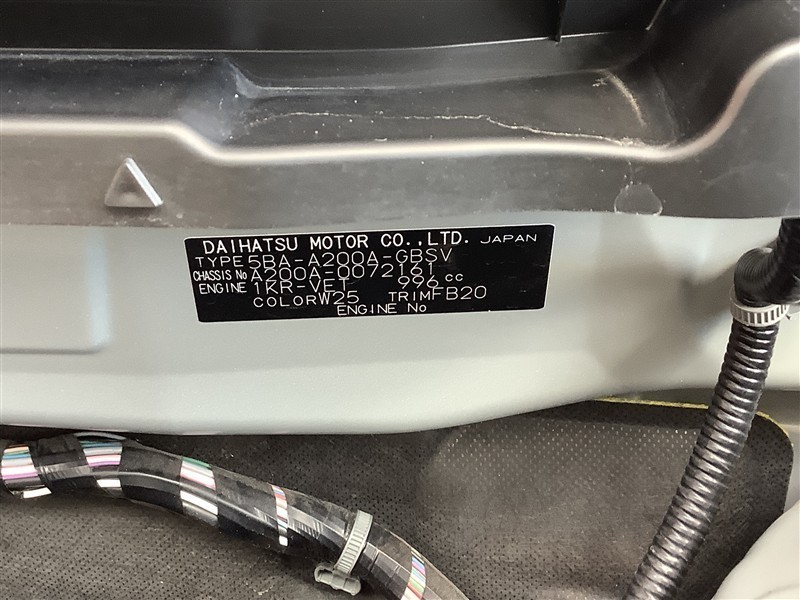 DAIHATSU MOTOR CO.,LTD. JAPAN
TYPE 5BA-A200A-GBSV
CHASSIS No A200A-0072161
ENGINE 1KR-VET 996 cc
COLOR W25 TRIM FB20
ENGINE No